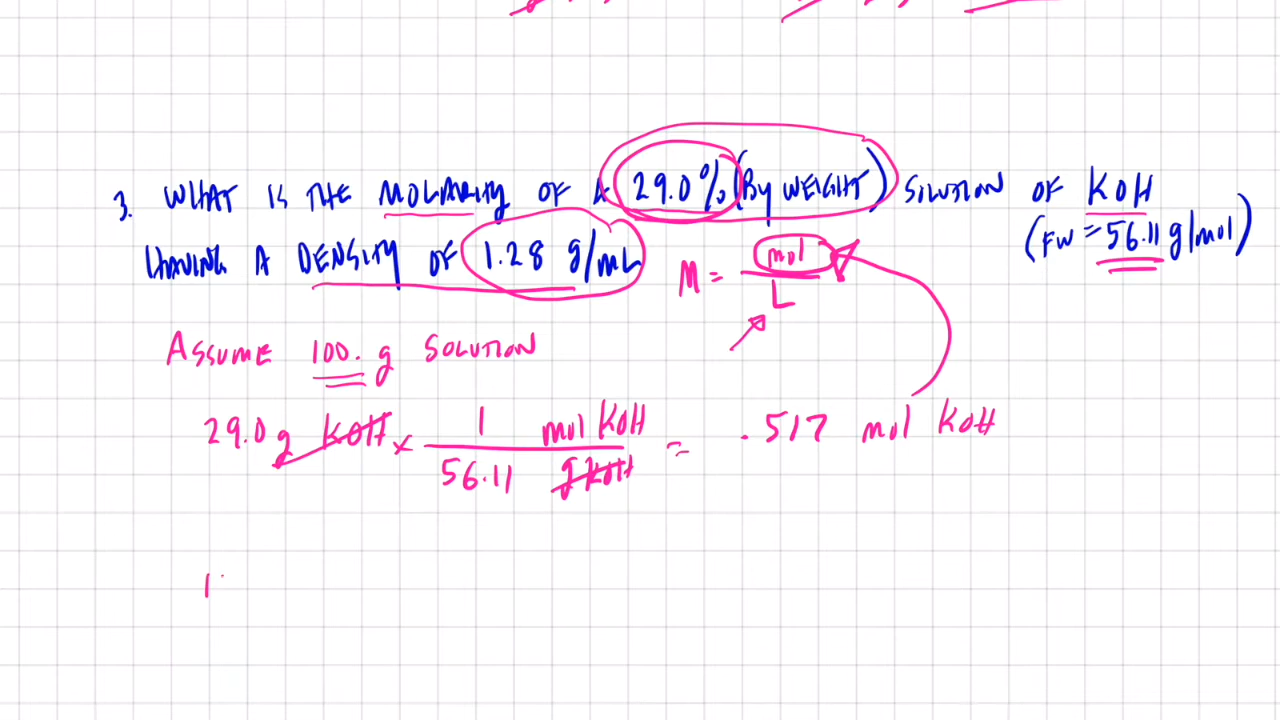 3. WHAT IS THE MOLARITY OF A 29.0% (BY WEIGHT) SOLUTION OF KOH
HAVING A DENSITY OF 1.28 g/mL
(FW = 56.11 g/mol)
M = mol
L
ASSUME 100. g SOLUTION
29.0 g KOH x 1 mol KOH = .517 mol KOH
56.11 g KOH
1